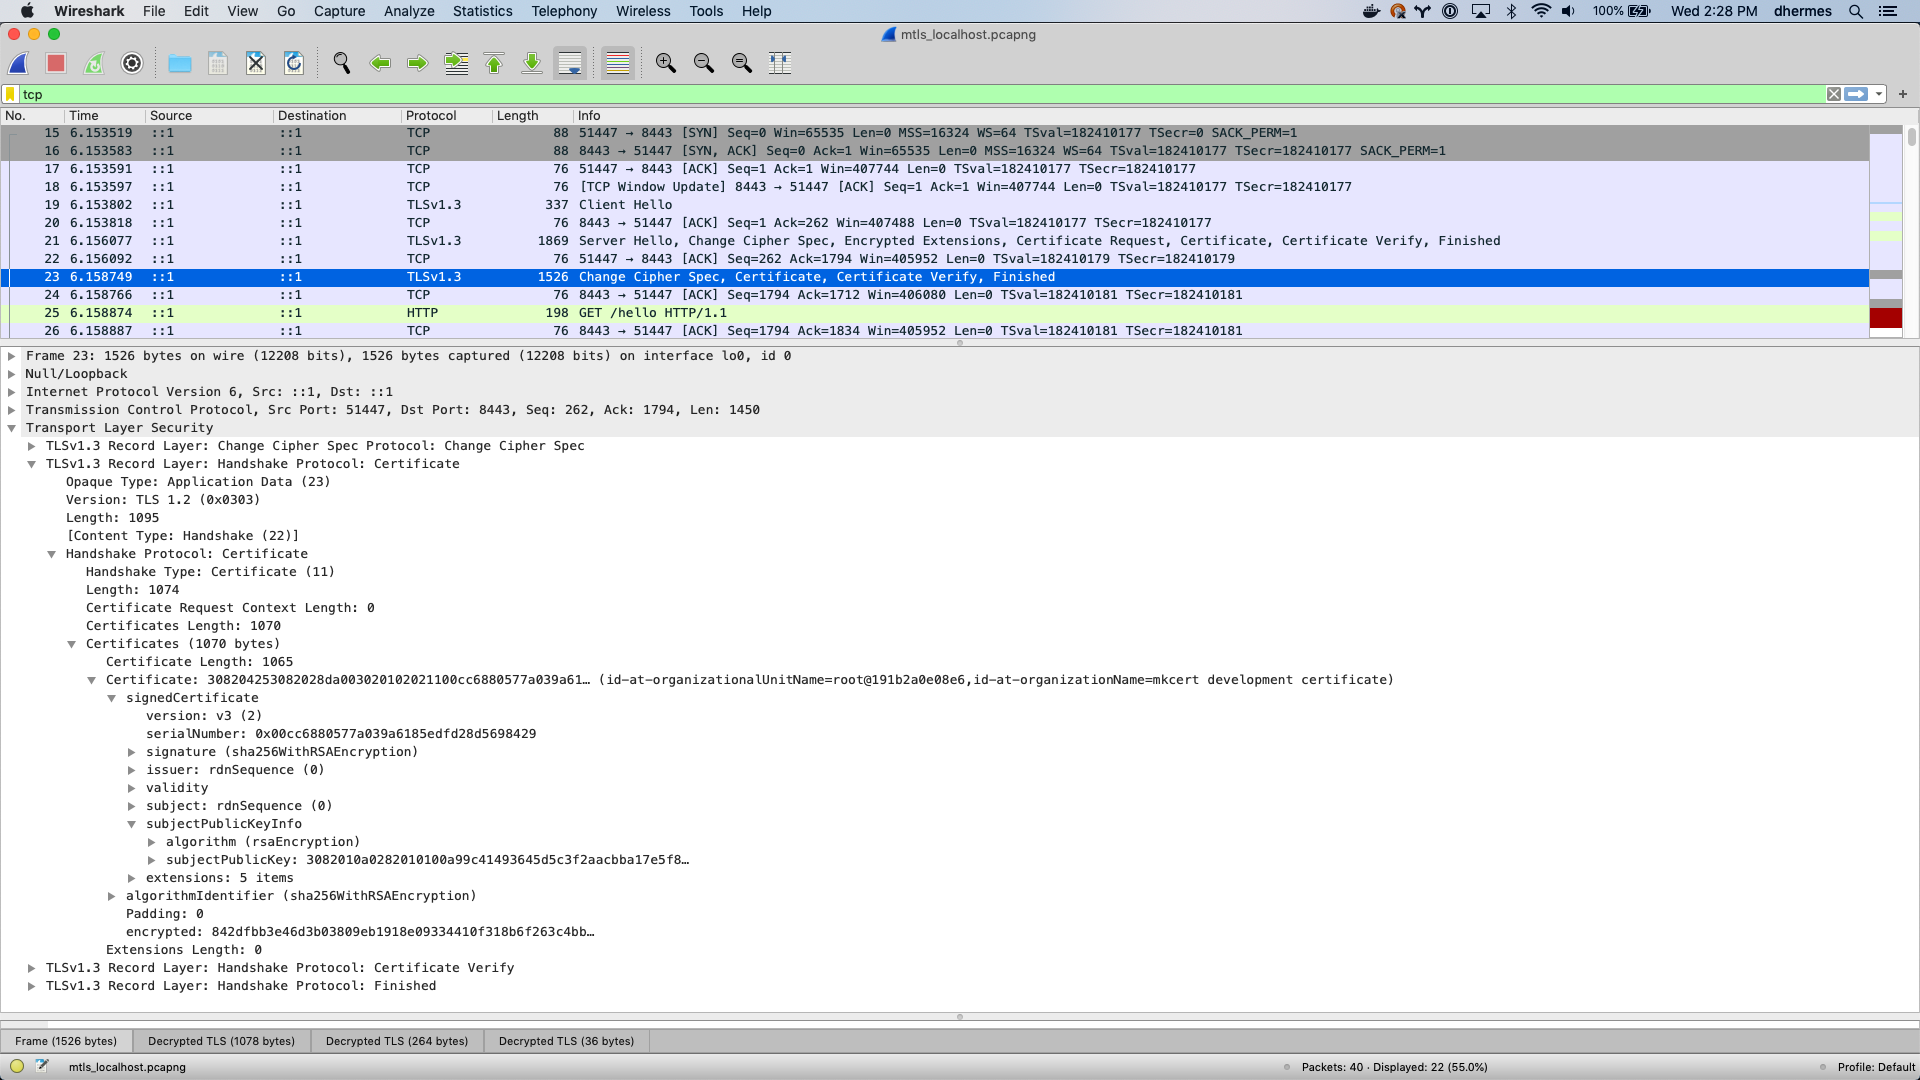 Wireshark File Edit View Go Capture Analyze Statistics Telephony Wireless Tools Help 100% Wed 2:28 PM dhermes
mtls_localhost.pcapng
tcp
No. Time Source Destination Protocol Length Info
15 6.153519 ::1 ::1 TCP 88 51447 → 8443 [SYN] Seq=0 Win=65535 Len=0 MSS=16324 WS=64 TSval=182410177 TSecr=0 SACK_PERM=1
16 6.153583 ::1 ::1 TCP 88 8443 → 51447 [SYN, ACK] Seq=0 Ack=1 Win=65535 Len=0 MSS=16324 WS=64 TSval=182410177 TSecr=182410177 SACK_PERM=1
17 6.153591 ::1 ::1 TCP 76 51447 → 8443 [ACK] Seq=1 Ack=1 Win=407744 Len=0 TSval=182410177 TSecr=182410177
18 6.153597 ::1 ::1 TCP 76 [TCP Window Update] 8443 → 51447 [ACK] Seq=1 Ack=1 Win=407744 Len=0 TSval=182410177 TSecr=182410177
19 6.153802 ::1 ::1 TLSv1.3 337 Client Hello
20 6.153818 ::1 ::1 TCP 76 8443 → 51447 [ACK] Seq=1 Ack=262 Win=407488 Len=0 TSval=182410177 TSecr=182410177
21 6.156077 ::1 ::1 TLSv1.3 1869 Server Hello, Change Cipher Spec, Encrypted Extensions, Certificate Request, Certificate, Certificate Verify, Finished
22 6.156092 ::1 ::1 TCP 76 51447 → 8443 [ACK] Seq=262 Ack=1794 Win=405952 Len=0 TSval=182410179 TSecr=182410179
23 6.158749 ::1 ::1 TLSv1.3 1526 Change Cipher Spec, Certificate, Certificate Verify, Finished
24 6.158766 ::1 ::1 TCP 76 8443 → 51447 [ACK] Seq=1794 Ack=1712 Win=406080 Len=0 TSval=182410181 TSecr=182410181
25 6.158874 ::1 ::1 HTTP 198 GET /hello HTTP/1.1
26 6.158887 ::1 ::1 TCP 76 8443 → 51447 [ACK] Seq=1794 Ack=1834 Win=405952 Len=0 TSval=182410181 TSecr=182410181
Frame 23: 1526 bytes on wire (12208 bits), 1526 bytes captured (12208 bits) on interface lo0, id 0
Null/Loopback
Internet Protocol Version 6, Src: ::1, Dst: ::1
Transmission Control Protocol, Src Port: 51447, Dst Port: 8443, Seq: 262, Ack: 1794, Len: 1450
Transport Layer Security
TLSv1.3 Record Layer: Change Cipher Spec Protocol: Change Cipher Spec
TLSv1.3 Record Layer: Handshake Protocol: Certificate
Opaque Type: Application Data (23)
Version: TLS 1.2 (0x0303)
Length: 1095
[Content Type: Handshake (22)]
Handshake Protocol: Certificate
Handshake Type: Certificate (11)
Length: 1074
Certificate Request Context Length: 0
Certificates Length: 1070
Certificates (1070 bytes)
Certificate Length: 1065
Certificate: 308204253082028da003020102021100cc6880577a039a61… (id-at-organizationalUnitName=root@191b2a0e08e6,id-at-organizationName=mkcert development certificate)
signedCertificate
version: v3 (2)
serialNumber: 0x00cc6880577a039a6185edfd28d5698429
signature (sha256WithRSAEncryption)
issuer: rdnSequence (0)
validity
subject: rdnSequence (0)
subjectPublicKeyInfo
algorithm (rsaEncryption)
subjectPublicKey: 3082010a0282010100a99c41493645d5c3f2aacbba17e5f8…
extensions: 5 items
algorithmIdentifier (sha256WithRSAEncryption)
Padding: 0
encrypted: 842dfbb3e46d3b03809eb1918e09334410f318b6f263c4bb…
Extensions Length: 0
TLSv1.3 Record Layer: Handshake Protocol: Certificate Verify
TLSv1.3 Record Layer: Handshake Protocol: Finished
Frame (1526 bytes) Decrypted TLS (1078 bytes) Decrypted TLS (264 bytes) Decrypted TLS (36 bytes)
mtls_localhost.pcapng Packets: 40 · Displayed: 22 (55.0%) Profile: Default